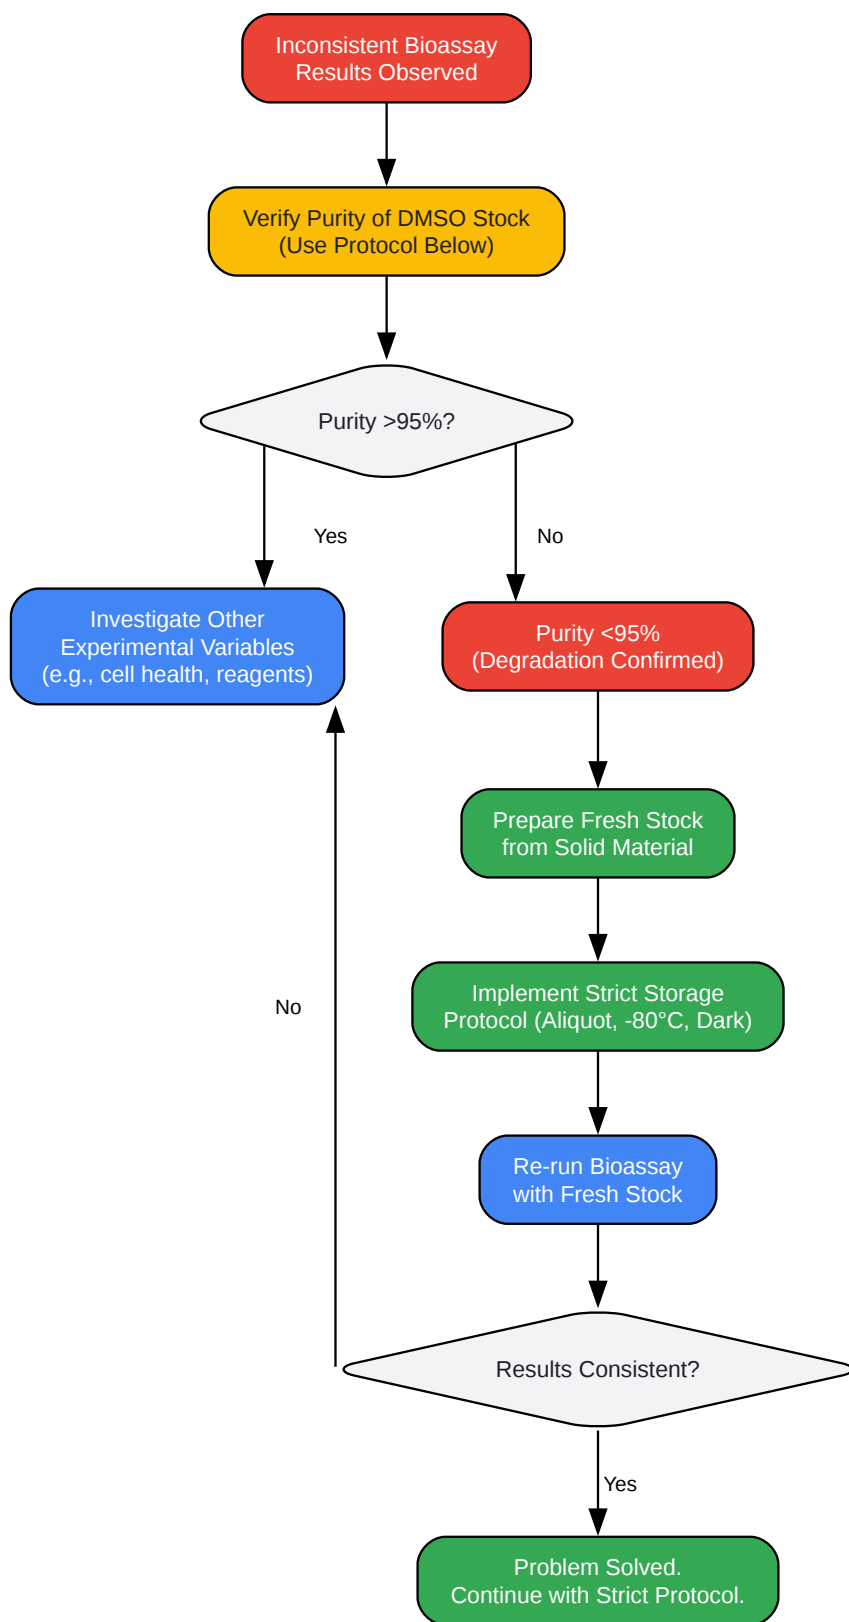 Inconsistent Bioassay
Results Observed
Verify Purity of DMSO Stock
(Use Protocol Below)
Purity >95%?
Yes
No
Investigate Other
Experimental Variables
(e.g., cell health, reagents)
Purity <95%
(Degradation Confirmed)
Prepare Fresh Stock
from Solid Material
Implement Strict Storage
Protocol (Aliquot, -80°C, Dark)
No
Re-run Bioassay
with Fresh Stock
Results Consistent?
Yes
Problem Solved.
Continue with Strict Protocol.